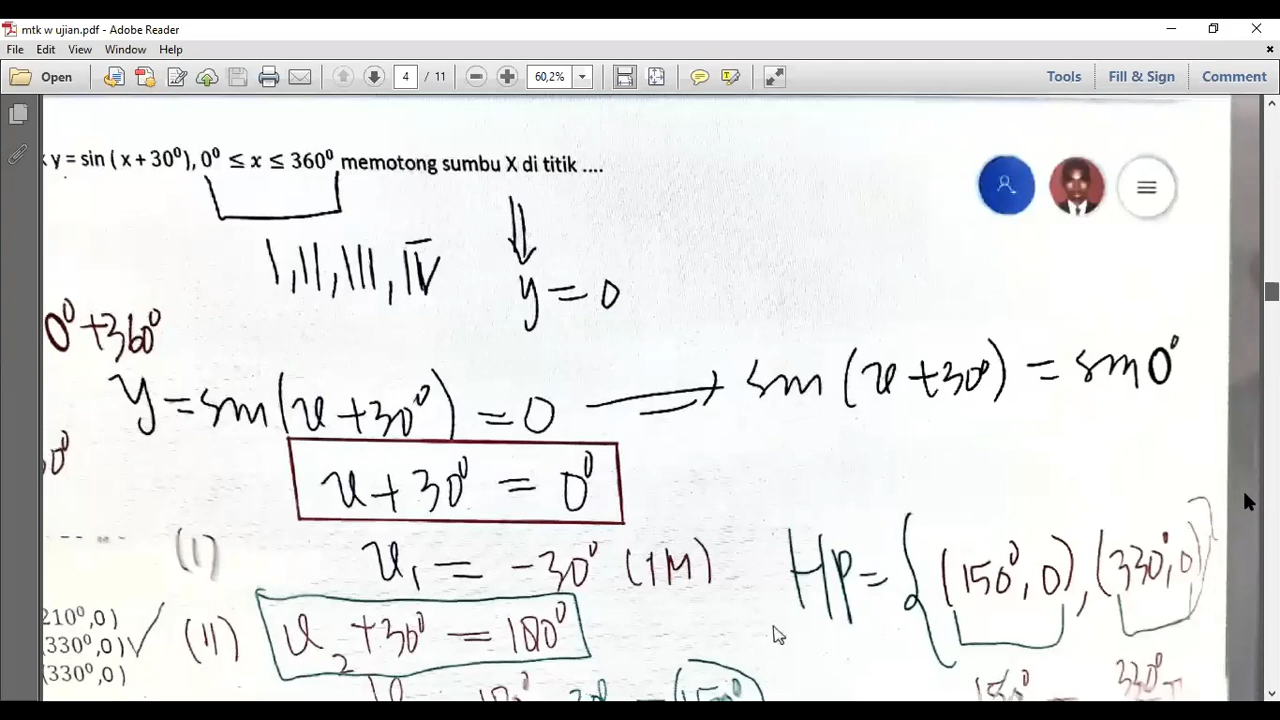 mtk w ujian.pdf - Adobe Reader
File Edit View Window Help
Open 4 / 11 60,2% Tools Fill & Sign Comment
y = sin ( x + 30⁰), 0⁰ ≤ x ≤ 360⁰ memotong sumbu X di titik ....
I, II, III, IV
y = 0
0⁰ + 360⁰
y = sin (x + 30⁰) = 0 → sin (x + 30⁰) = sin 0⁰
0⁰
x + 30⁰ = 0⁰
(I) x₁ = -30⁰ (TM)
HP = {(150⁰, 0), (330⁰, 0)}
210⁰,0)
(330⁰,0) ✓
(330⁰,0)
(II) x₂ + 30⁰ = 180⁰